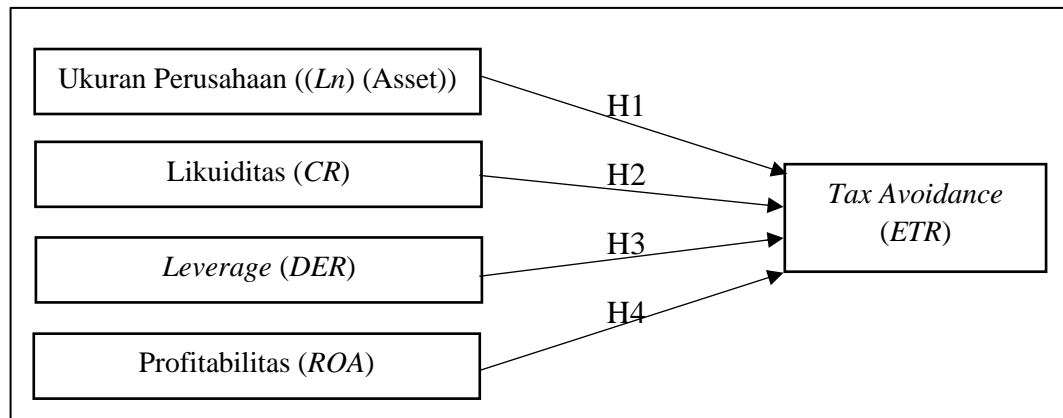 Ukuran Perusahaan ((Ln) (Asset))
H1
Likuiditas (CR)
H2
Tax Avoidance
(ETR)
Leverage (DER)
H3
H4
Profitabilitas (ROA)